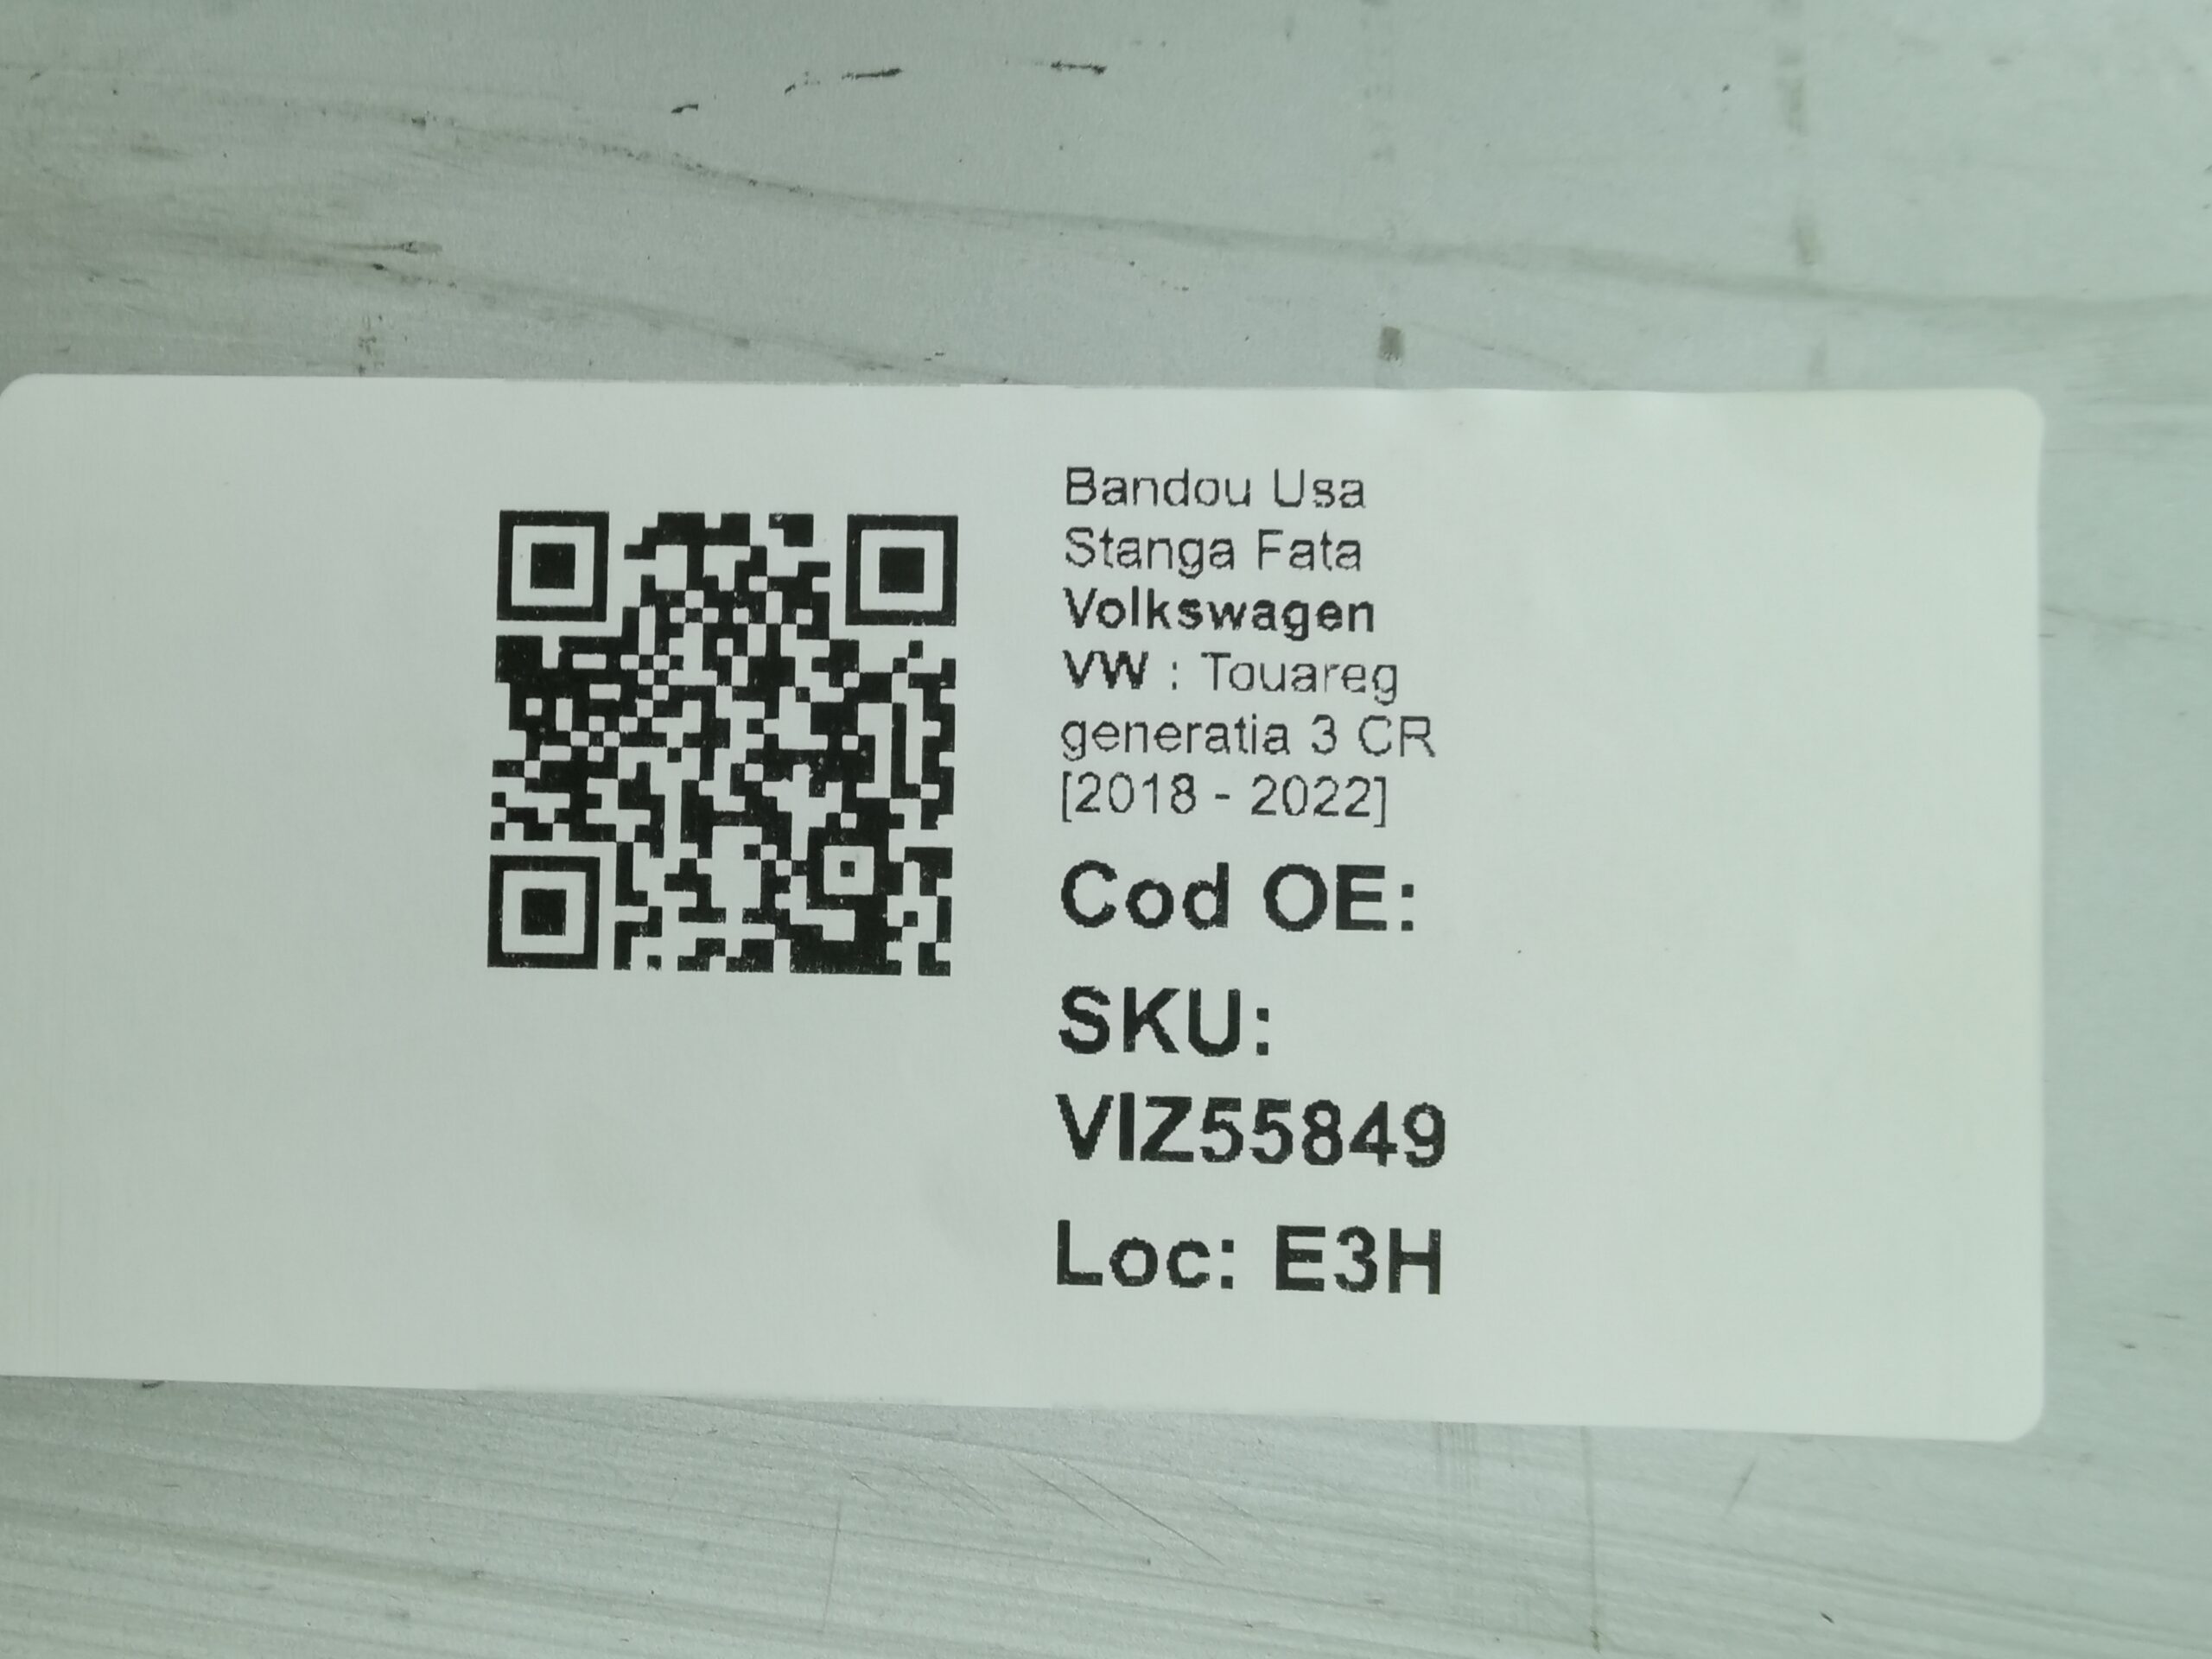 Bandou Usa
Stanga Fata
Volkswagen
VW : Touareg
generatia 3 CR
[2018 - 2022]
Cod OE:
SKU:
VIZ55849
Loc: E3H